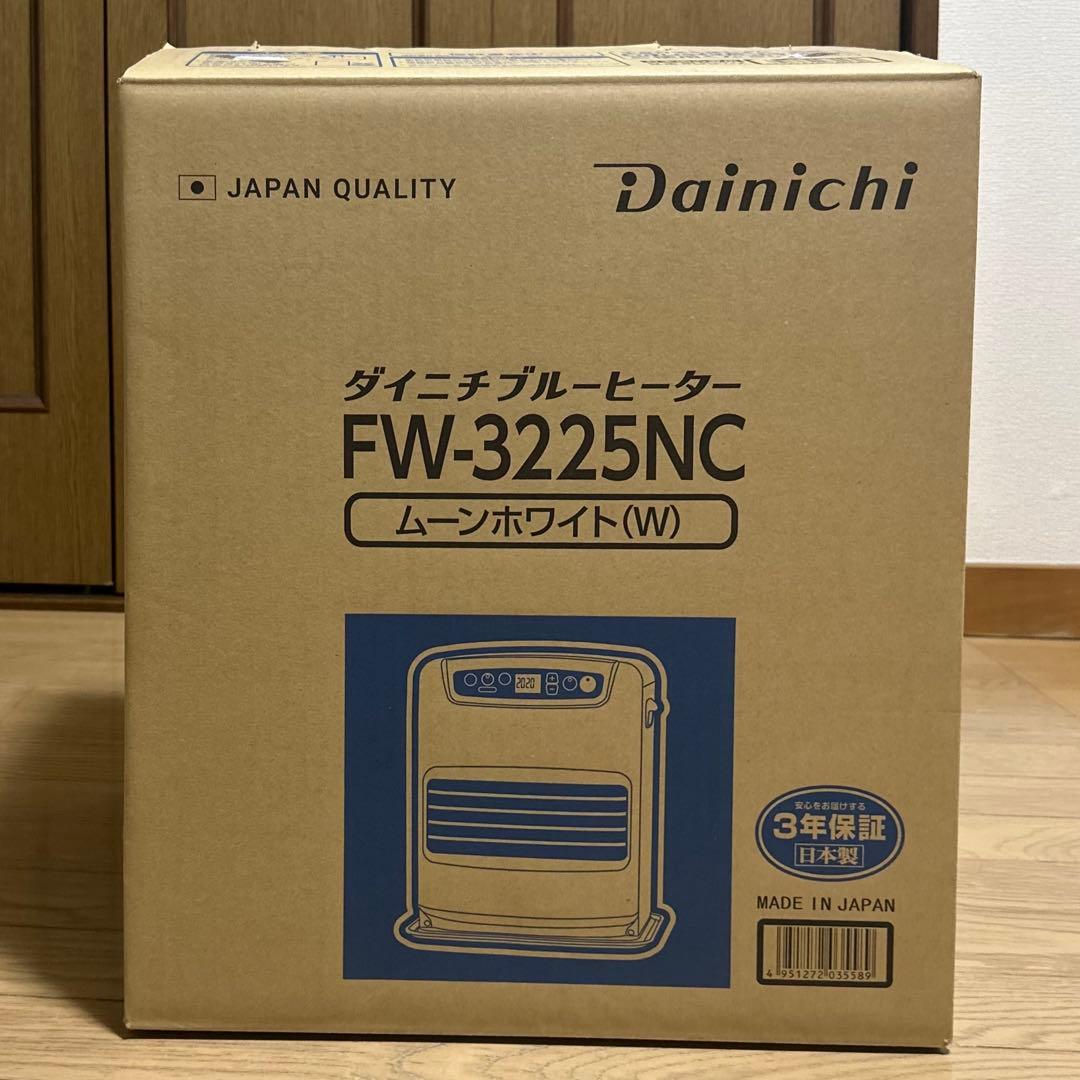 JAPAN QUALITY
Dainichi
ダイニチブルーヒーター
FW-3225NC
ムーンホワイト(W)
2020
安心をお届けする
3年保証
日本製
MADE IN JAPAN
4 951272 035589